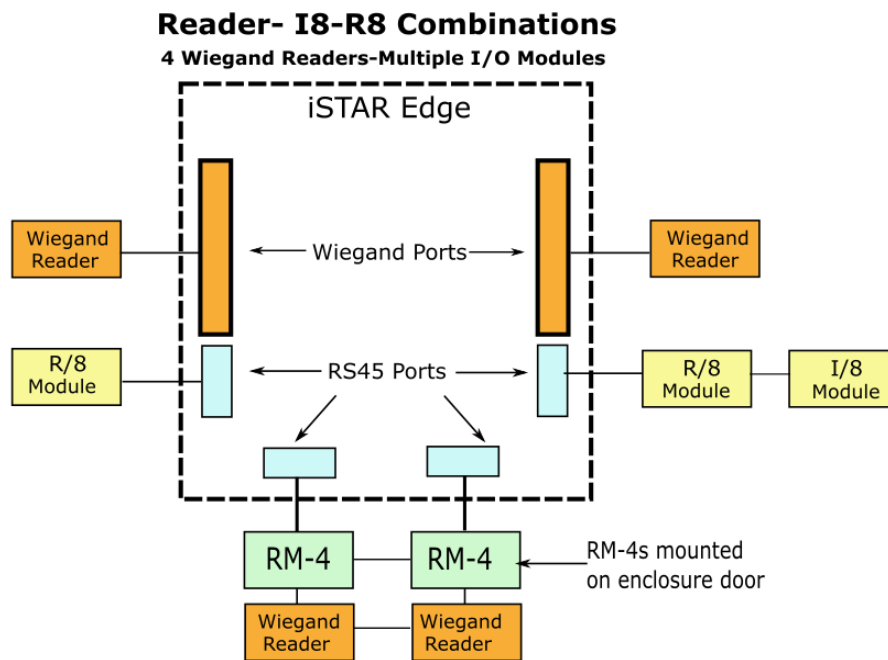 Reader- I8-R8 Combinations
4 Wiegand Readers-Multiple I/O Modules
iSTAR Edge
Wiegand
Reader
Wiegand Ports
Wiegand
Reader
R/8
Module
RS45 Ports
R/8
Module
I/8
Module
RM-4
RM-4
RM-4s mounted
on enclosure door
Wiegand
Reader
Wiegand
Reader